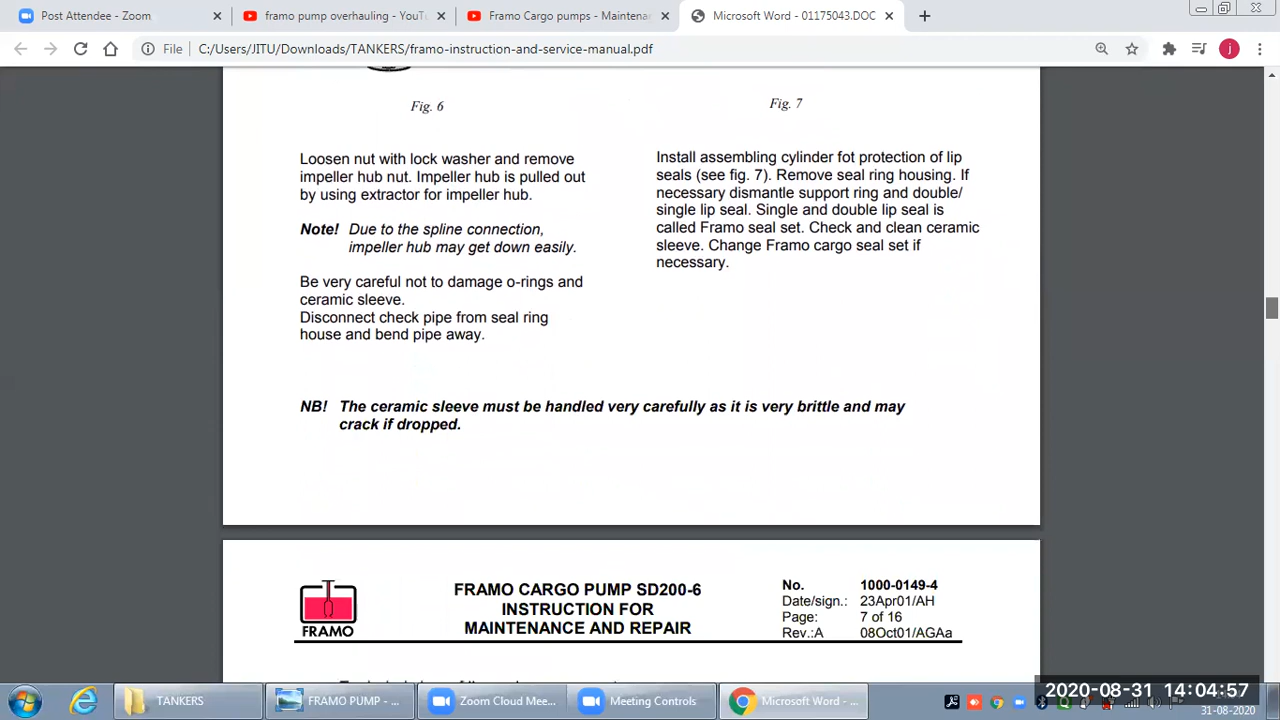 Post Attendee - Zoom
framo pump overhauling - YouTu
Framo Cargo pumps - Maintenan
Microsoft Word - 01175043.DOC
File
C:/Users/JITU/Downloads/TANKERS/framo-instruction-and-service-manual.pdf
j
Fig. 6
Fig. 7
Loosen nut with lock washer and remove
impeller hub nut. Impeller hub is pulled out
by using extractor for impeller hub.
Note! Due to the spline connection,
impeller hub may get down easily.
Be very careful not to damage o-rings and
ceramic sleeve.
Disconnect check pipe from seal ring
house and bend pipe away.
Install assembling cylinder fot protection of lip
seals (see fig. 7). Remove seal ring housing. If
necessary dismantle support ring and double/
single lip seal. Single and double lip seal is
called Framo seal set. Check and clean ceramic
sleeve. Change Framo cargo seal set if
necessary.
NB! The ceramic sleeve must be handled very carefully as it is very brittle and may
crack if dropped.
FRAMO
FRAMO CARGO PUMP SD200-6
INSTRUCTION FOR
MAINTENANCE AND REPAIR
No. 1000-0149-4
Date/sign.: 23Apr01/AH
Page: 7 of 16
Rev.:A 08Oct01/AGAa
TANKERS
FRAMO PUMP - ...
Zoom Cloud Mee...
Meeting Controls
Microsoft Word - ...
2020-08-31 14:04:57
31-08-2020